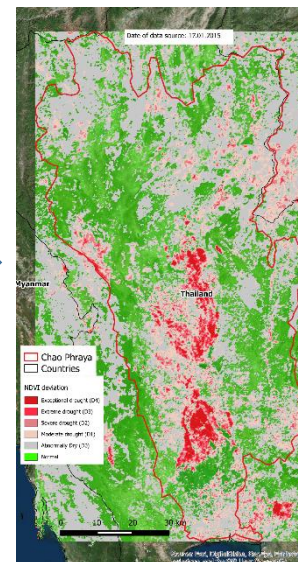 Date of data source: 17.01.2015
Myanmar
Thailand
Chao Phraya
Countries
NDVI deviation
Exceptional drought (D4)
Extreme drought (D3)
Severe drought (D2)
Moderate drought (D1)
Abnormally Dry (D0)
Normal
0 10 20 30 km